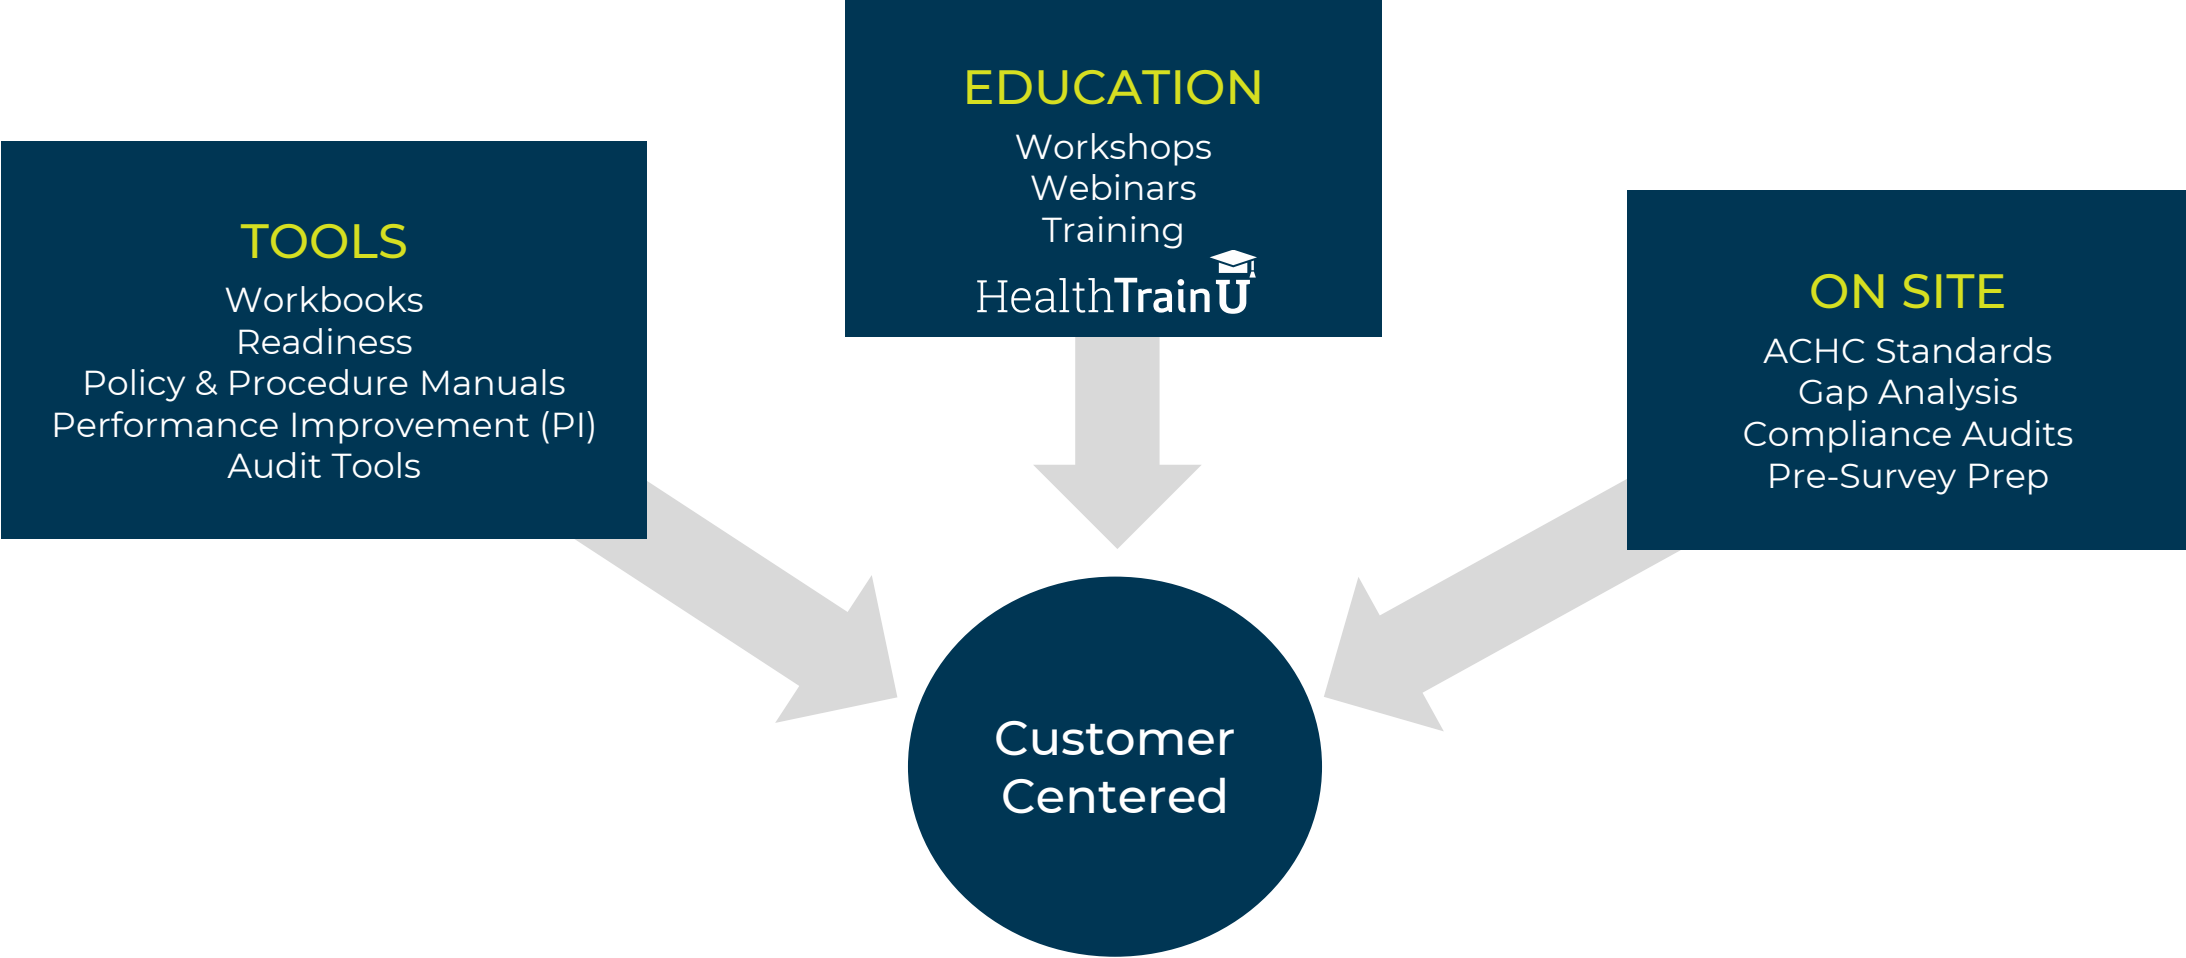 TOOLS
Workbooks
Readiness
Policy & Procedure Manuals
Performance Improvement (PI)
Audit Tools
EDUCATION
Workshops
Webinars
Training
HealthTrainU
ON SITE
ACHC Standards
Gap Analysis
Compliance Audits
Pre-Survey Prep
Customer
Centered